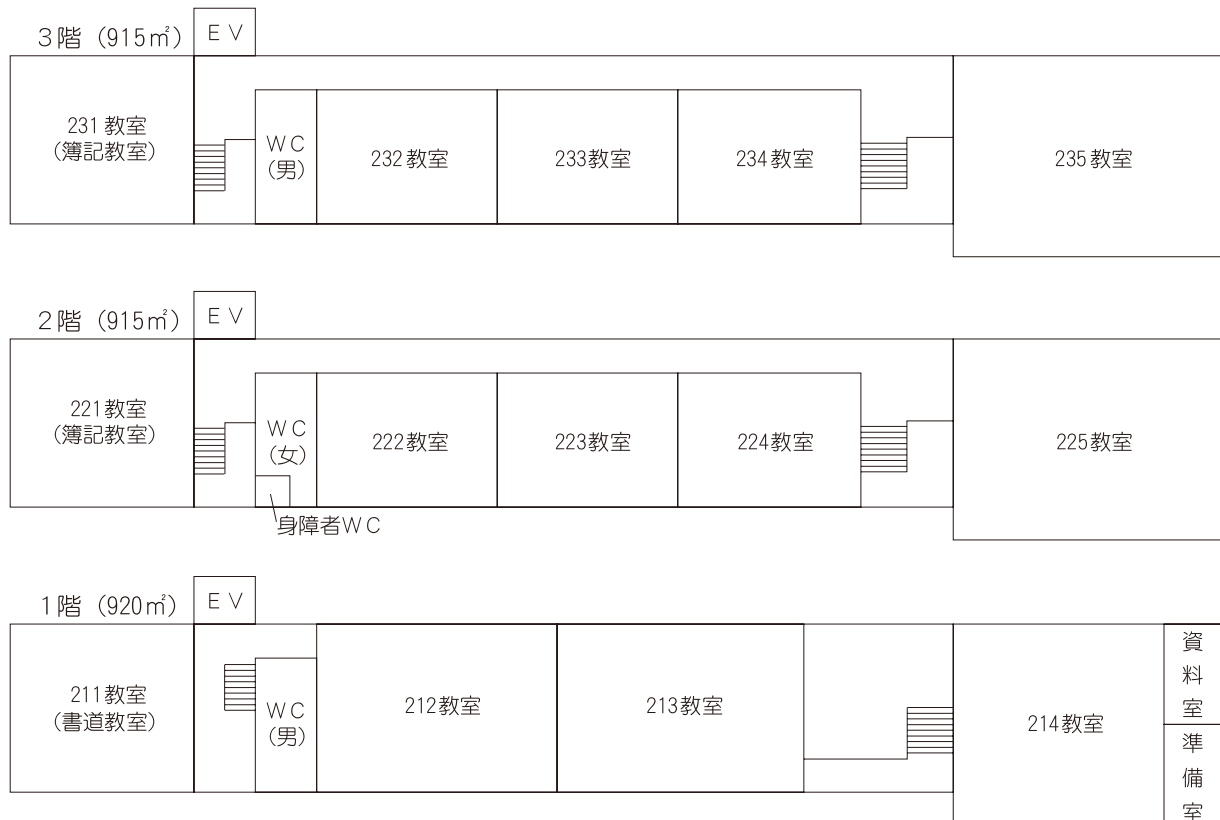 3階（915㎡）
ＥＶ
231教室
(簿記教室)
ＷＣ
(男)
232教室
233教室
234教室
235教室
2階（915㎡）
ＥＶ
221教室
(簿記教室)
ＷＣ
(女)
222教室
223教室
224教室
225教室
身障者ＷＣ
1階（920㎡）
ＥＶ
211教室
(書道教室)
ＷＣ
(男)
212教室
213教室
214教室
資料室
準備室